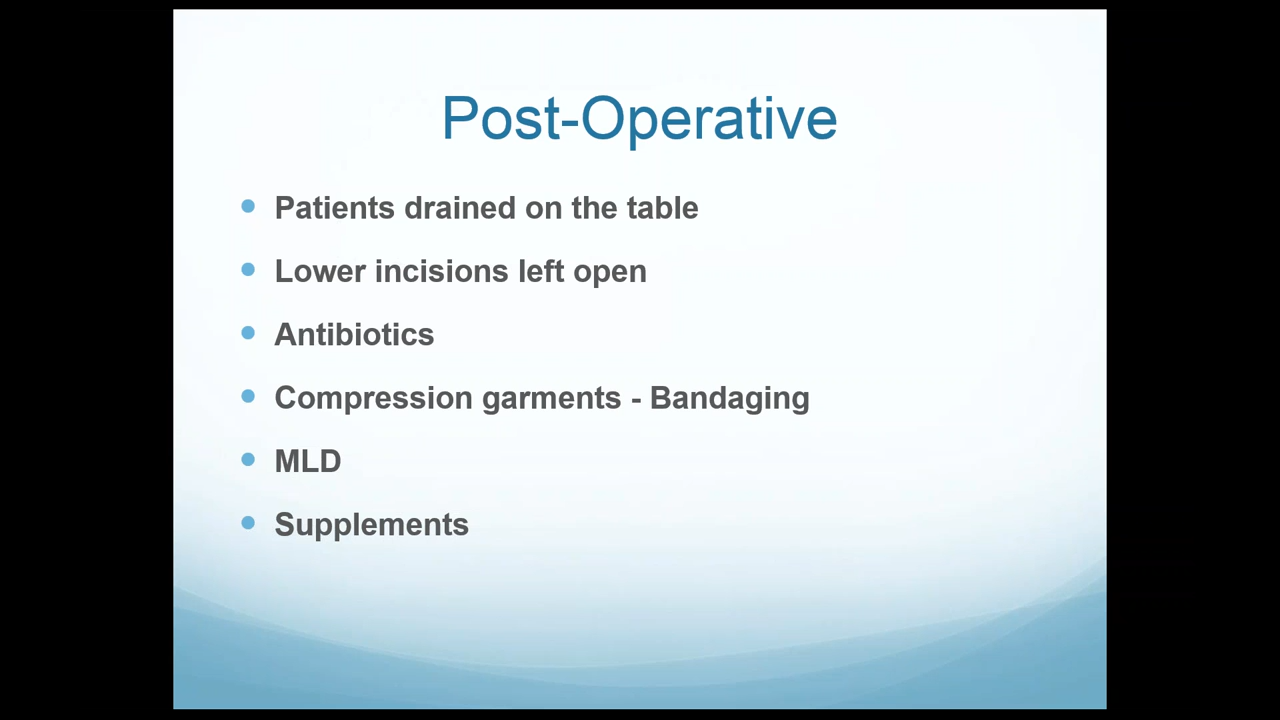 Post-Operative
Patients drained on the table
Lower incisions left open
Antibiotics
Compression garments - Bandaging
MLD
Supplements